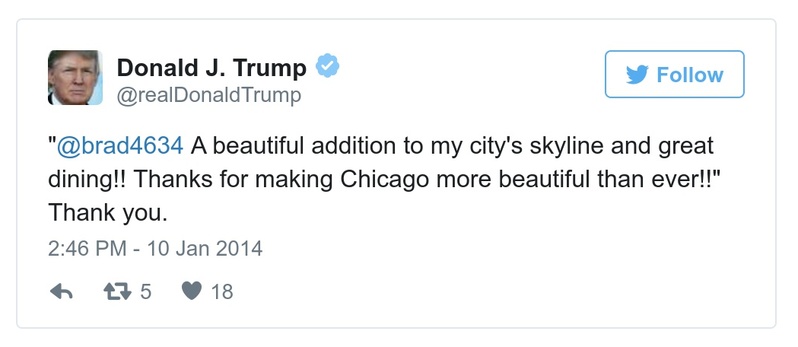 Donald J. Trump
@realDonaldTrump
Follow
"@brad4634 A beautiful addition to my city's skyline and great
dining!! Thanks for making Chicago more beautiful than ever!!"
Thank you.
2:46 PM - 10 Jan 2014
5 18